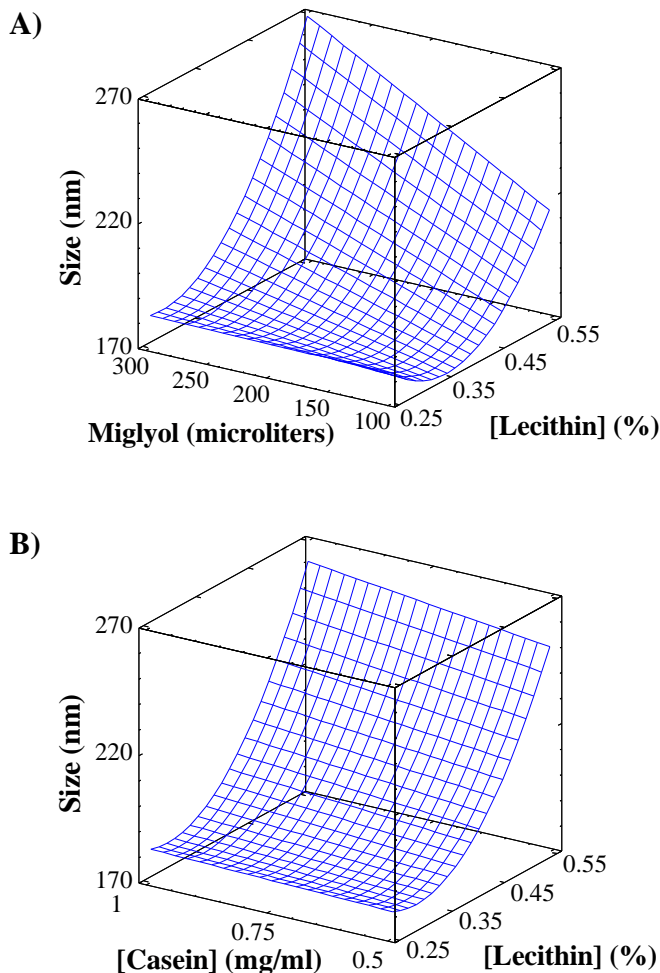 A)
270
220
170
Size (nm)
300
250
200
150
100
Miglyol (microliters)
0.25
0.35
0.45
0.55
[Lecithin] (%)
B)
270
220
170
Size (nm)
1
0.75
0.5
[Casein] (mg/ml)
0.25
0.35
0.45
0.55
[Lecithin] (%)